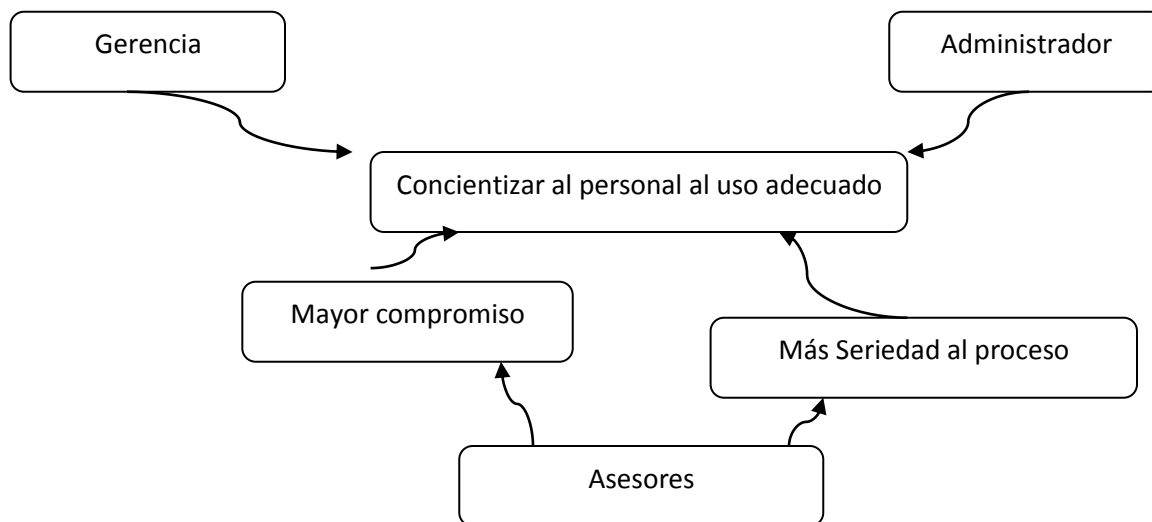 Gerencia
Administrador
Concientizar al personal al uso adecuado
Mayor compromiso
Más Seriedad al proceso
Asesores